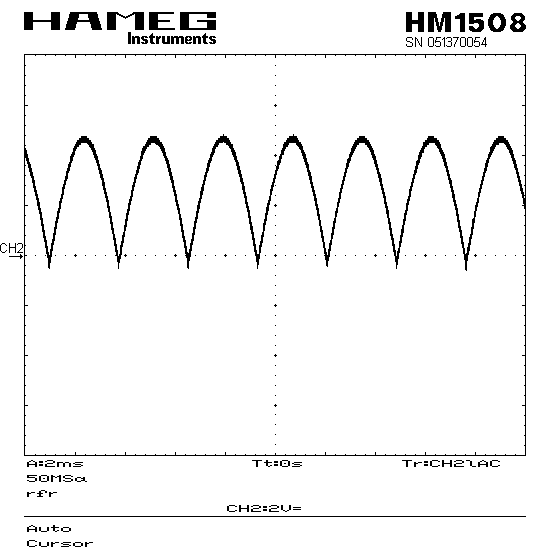 HAMEG HM1508
Instruments SN 051370054
CH2
A:2ms Tt:0s Tr:CH2~AC
50MSa
rfr
CH2:2V=
Auto
Cursor